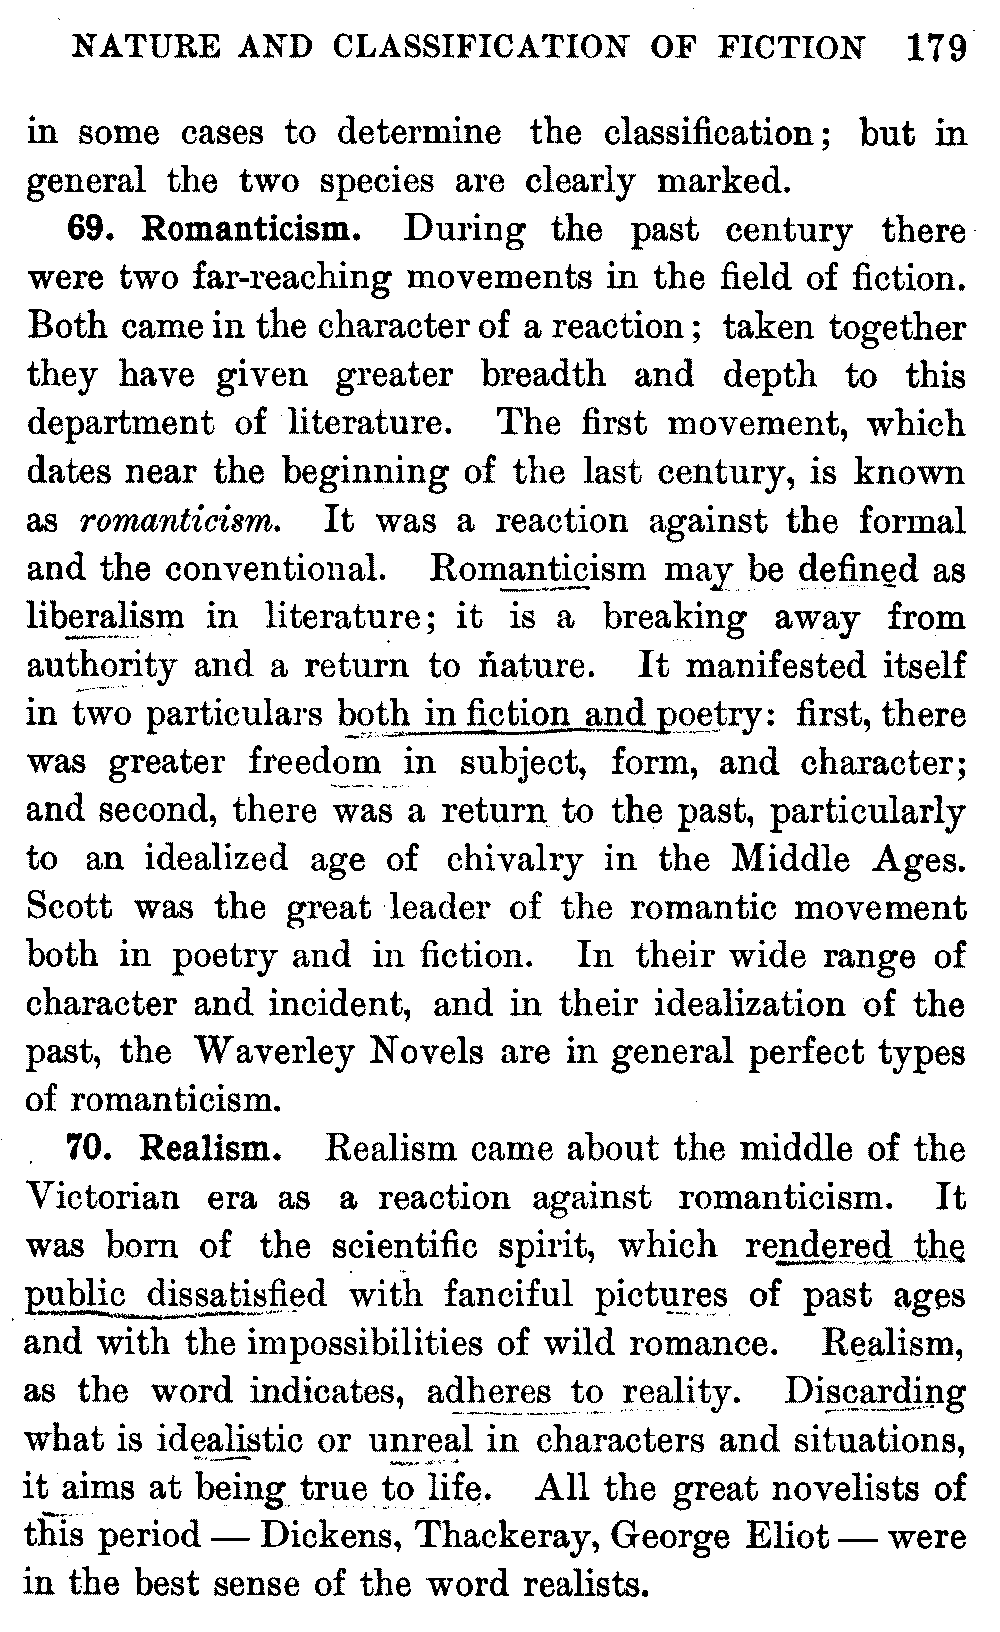 NATURE AND CLASSIFICATION OF FICTION 179
in some cases to determine the classification; but in
general the two species are clearly marked.
69. Romanticism. During the past century there
were two far-reaching movements in the field of fiction.
Both came in the character of a reaction; taken together
they have given greater breadth and depth to this
department of literature. The first movement, which
dates near the beginning of the last century, is known
as romanticism. It was a reaction against the formal
and the conventional. Romanticism may be defined as
liberalism in literature; it is a breaking away from
authority and a return to nature. It manifested itself
in two particulars both in fiction and poetry: first, there
was greater freedom in subject, form, and character;
and second, there was a return to the past, particularly
to an idealized age of chivalry in the Middle Ages.
Scott was the great leader of the romantic movement
both in poetry and in fiction. In their wide range of
character and incident, and in their idealization of the
past, the Waverley Novels are in general perfect types
of romanticism.
70. Realism. Realism came about the middle of the
Victorian era as a reaction against romanticism. It
was born of the scientific spirit, which rendered the
public dissatisfied with fanciful pictures of past ages
and with the impossibilities of wild romance. Realism,
as the word indicates, adheres to reality. Discarding
what is idealistic or unreal in characters and situations,
it aims at being true to life. All the great novelists of
this period — Dickens, Thackeray, George Eliot — were
in the best sense of the word realists.